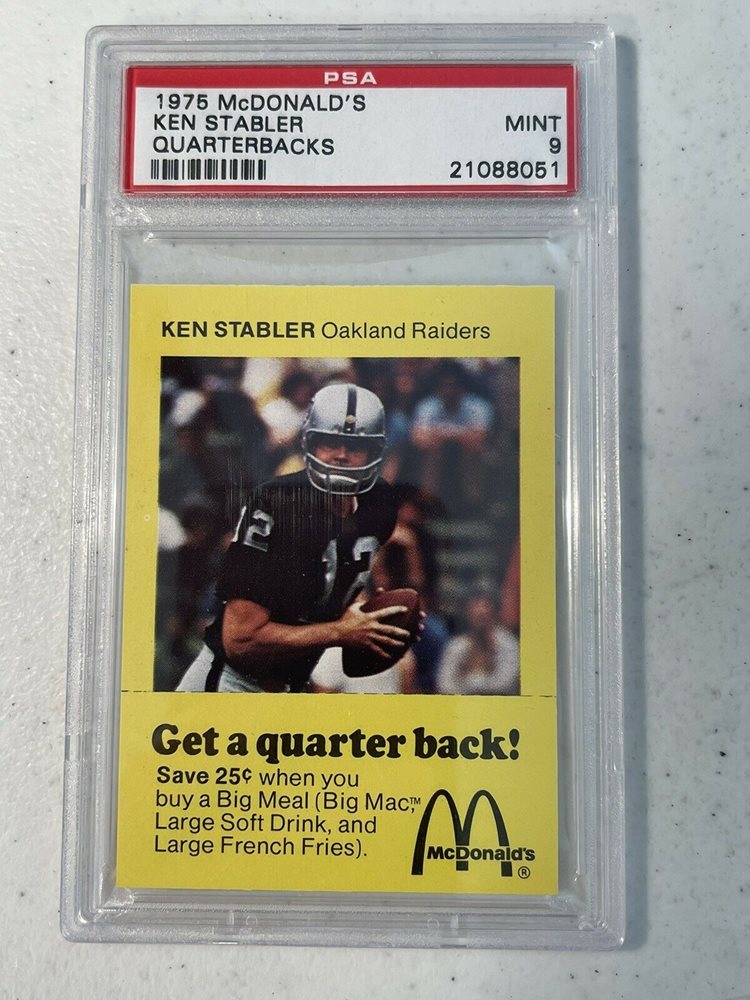 PSA
1975 McDONALD'S
KEN STABLER MINT
QUARTERBACKS 9
21088051
KEN STABLER Oakland Raiders
12
12
Get a quarter back!
Save 25¢ when you
buy a Big Meal (Big Mac,™
Large Soft Drink, and
Large French Fries).
McDonald's
®